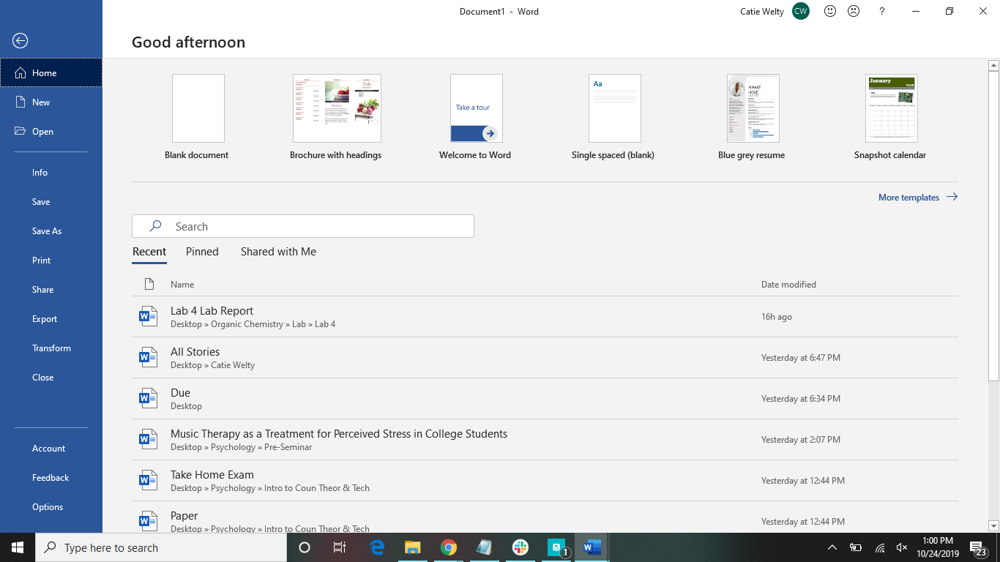 Document1 - Word
Catie Welty
CW
?
Good afternoon
Home
New
Open
Info
Save
Save As
Print
Share
Export
Transform
Close
Account
Feedback
Options
Title
Take a tour
Aa
NAME
HERE
January
YEAR
Blank document
Brochure with headings
Welcome to Word
Single spaced (blank)
Blue grey resume
Snapshot calendar
More templates
Search
Recent
Pinned
Shared with Me
Name
Date modified
Lab 4 Lab Report
Desktop » Organic Chemistry » Lab » Lab 4
16h ago
All Stories
Desktop » Catie Welty
Yesterday at 6:47 PM
Due
Desktop
Yesterday at 6:34 PM
Music Therapy as a Treatment for Perceived Stress in College Students
Desktop » Psychology » Pre-Seminar
Yesterday at 2:07 PM
Take Home Exam
Desktop » Psychology » Intro to Coun Theor & Tech
Yesterday at 12:44 PM
Paper
Desktop » Psychology » Intro to Coun Theor & Tech
Yesterday at 12:44 PM
Type here to search
1
1:00 PM
10/24/2019
23